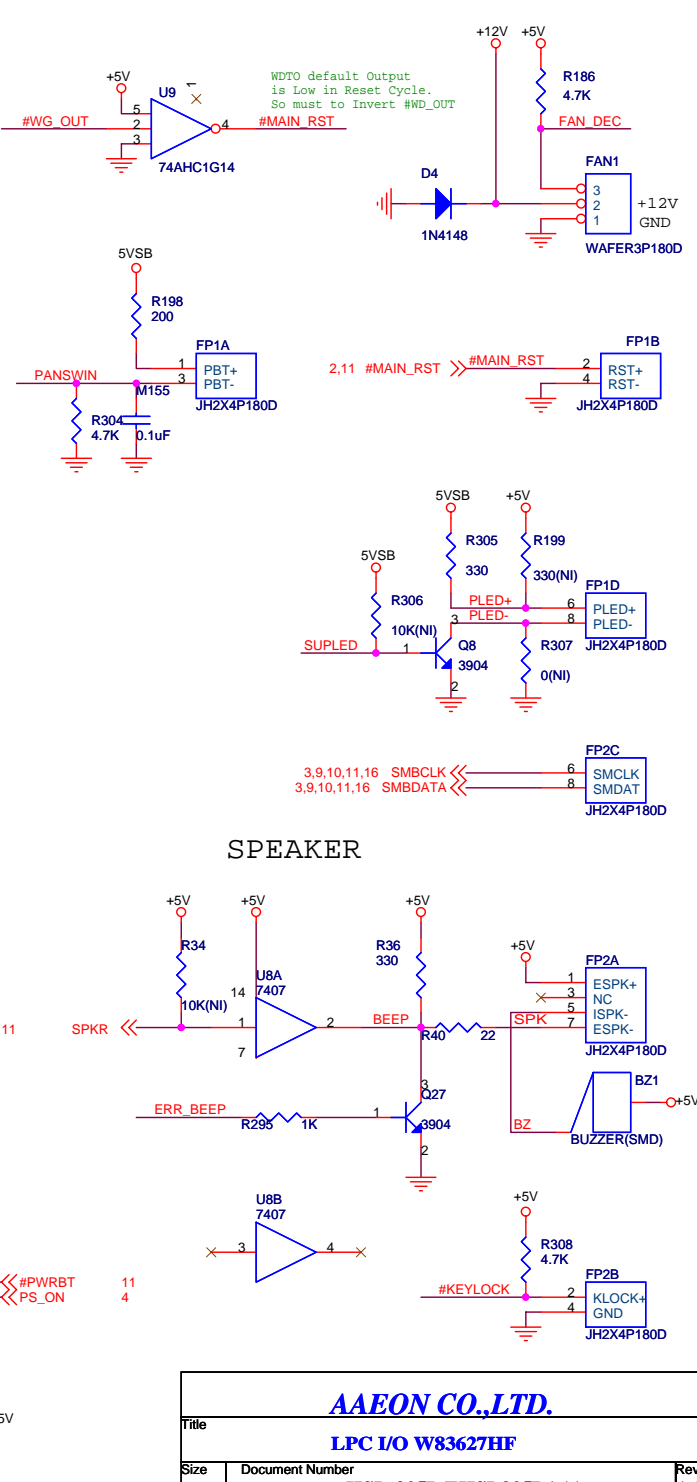 +12V +5V
+5V
U9
1
WDTO default Output
is Low in Reset Cycle.
So must to Invert #WD_OUT
R186
4.7K
#WG_OUT
5
2
3
4
#MAIN_RST
74AHC1G14
FAN_DEC
FAN1
D4
1N4148
3
2
1
+12V
GND
WAFER3P180D
5VSB
R198
200
FP1A
1
3
PBT+
PBT-
JH2X4P180D
PANSWIN
M155
R304
4.7K
0.1uF
FP1B
2,11 #MAIN_RST
#MAIN_RST
2
4
RST+
RST-
JH2X4P180D
5VSB
+5V
R305
330
R199
330(NI)
5VSB
R306
10K(NI)
FP1D
PLED+
PLED-
6
8
PLED+
PLED-
JH2X4P180D
SUPLED
1
3
Q8
3904
2
R307
0(NI)
FP2C
3,9,10,11,16 SMBCLK
3,9,10,11,16 SMBDATA
6
8
SMCLK
SMDAT
JH2X4P180D
SPEAKER
+5V
+5V
+5V
R34
10K(NI)
U8A
7407
14
7
R36
330
+5V
FP2A
1
3
5
7
ESPK+
NC
ISPK-
ESPK-
JH2X4P180D
11
SPKR
1
2
BEEP
R40
22
SPK
ERR_BEEP
R295
1K
1
3
Q27
3904
2
BZ1
+5V
BZ
BUZZER(SMD)
U8B
7407
3
4
+5V
R308
4.7K
FP2B
#KEYLOCK
2
4
KLOCK+
GND
JH2X4P180D
#PWRBT 11
PS_ON 4
5V
AAEON CO.,LTD.
Title
LPC I/O W83627HF
Size
Document Number
Rev